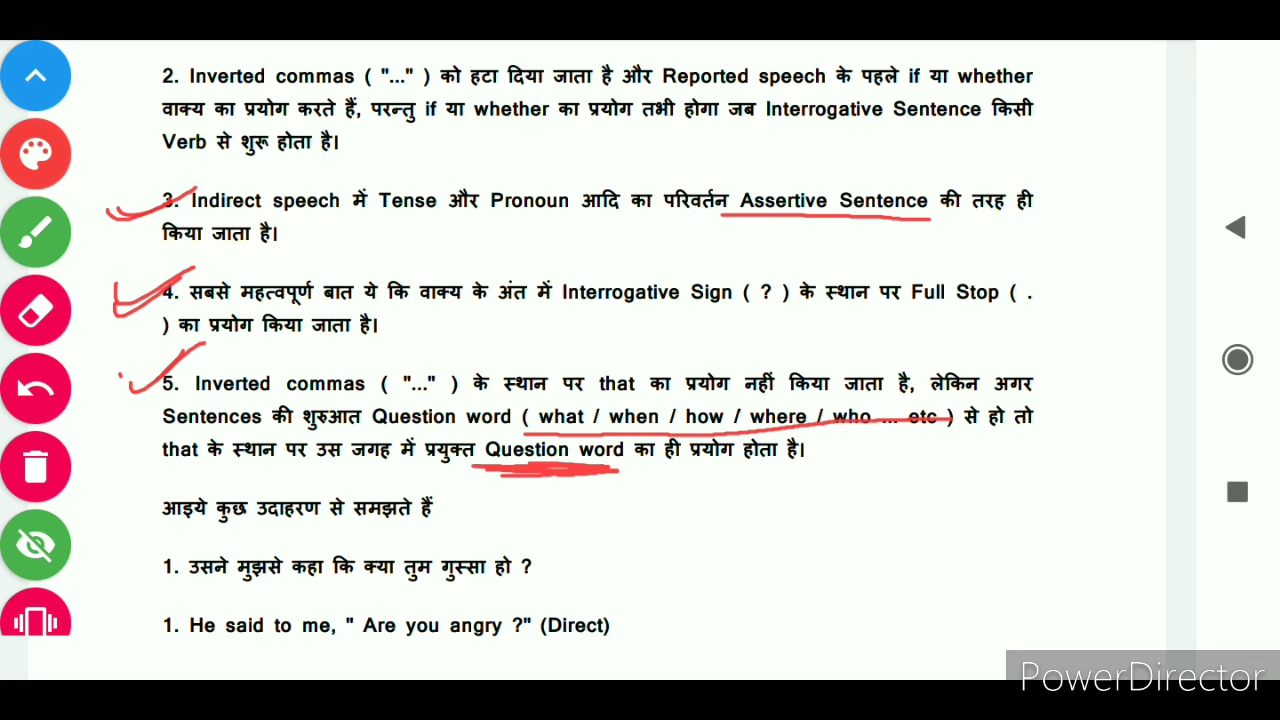 2. Inverted commas ( "..." ) को हटा दिया जाता है और Reported speech के पहले if या whether
वाक्य का प्रयोग करते हैं, परन्तु if या whether का प्रयोग तभी होगा जब Interrogative Sentence किसी
Verb से शुरू होता है।
3. Indirect speech में Tense और Pronoun आदि का परिवर्तन Assertive Sentence की तरह ही
किया जाता है।
4. सबसे महत्वपूर्ण बात ये कि वाक्य के अंत में Interrogative Sign ( ? ) के स्थान पर Full Stop ( .
) का प्रयोग किया जाता है।
5. Inverted commas ( "..." ) के स्थान पर that का प्रयोग नहीं किया जाता है, लेकिन अगर
Sentences की शुरुआत Question word ( what / when / how / where / who ... etc ) से हो तो
that के स्थान पर उस जगह में प्रयुक्त Question word का ही प्रयोग होता है।
आइये कुछ उदाहरण से समझते हैं
1. उसने मुझसे कहा कि क्या तुम गुस्सा हो ?
1. He said to me, " Are you angry ?" (Direct)
PowerDirector